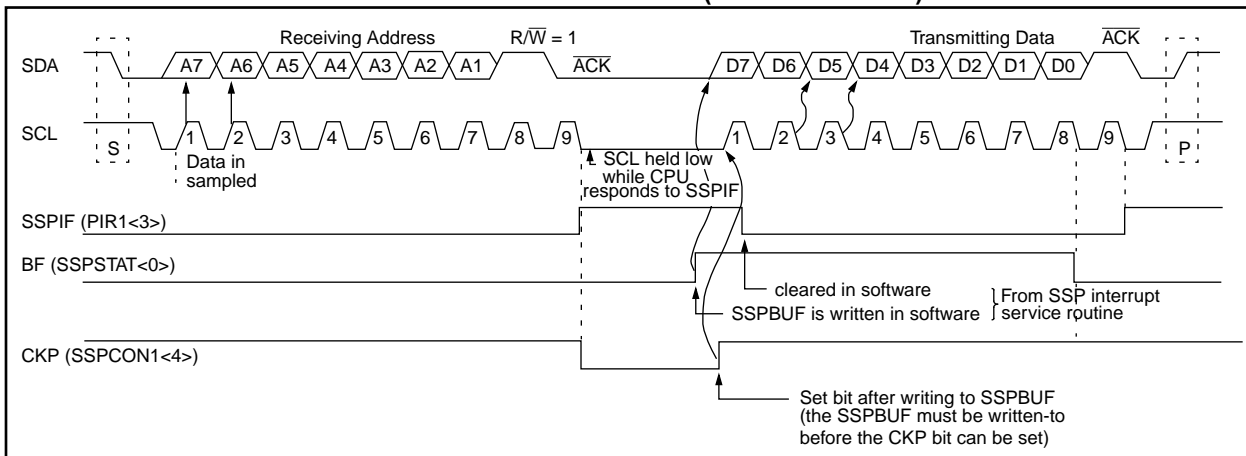 Receiving Address R/W = 1 Transmitting Data ACK
SDA A7 A6 A5 A4 A3 A2 A1 ACK D7 D6 D5 D4 D3 D2 D1 D0
SCL S 1 2 3 4 5 6 7 8 9 1 2 3 4 5 6 7 8 9 P
Data in
sampled
SCL held low
while CPU
responds to SSPIF
SSPIF (PIR1<3>)
BF (SSPSTAT<0>)
cleared in software
SSPBUF is written in software
From SSP interrupt
service routine
CKP (SSPCON1<4>)
Set bit after writing to SSPBUF
(the SSPBUF must be written-to
before the CKP bit can be set)